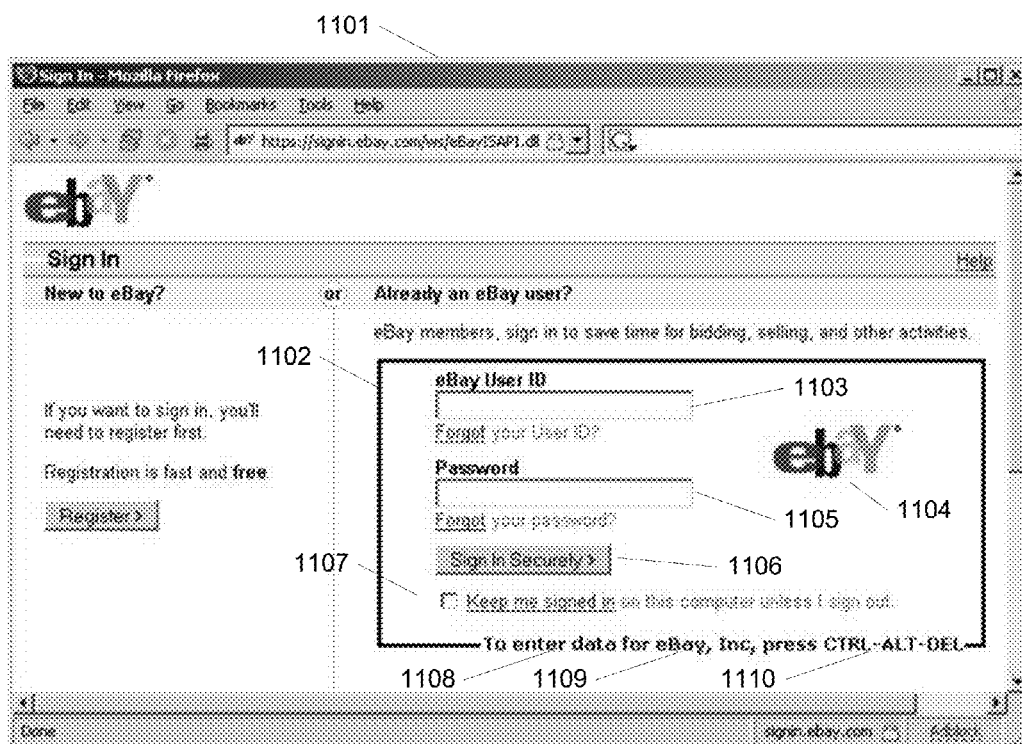 1101
Sign In - Mozilla Firefox
File Edit View Go Bookmarks Tools Help
https://signin.ebay.com/ws/eBayISAPI.dll
ebY
Sign In Help
New to eBay? or Already an eBay user?
eBay members, sign in to save time for bidding, selling, and other activities.
1102
If you want to sign in, you'll
need to register first.
Registration is fast and free.
Register >
eBay User ID
1103
Forgot your User ID?
ebY
1104
Password
1105
Forgot your password?
Sign In Securely >
1106
1107
Keep me signed in on this computer unless I sign out.
To enter data for eBay, Inc, press CTRL-ALT-DEL
1108 1109 1110
Done signin.ebay.com Adblock